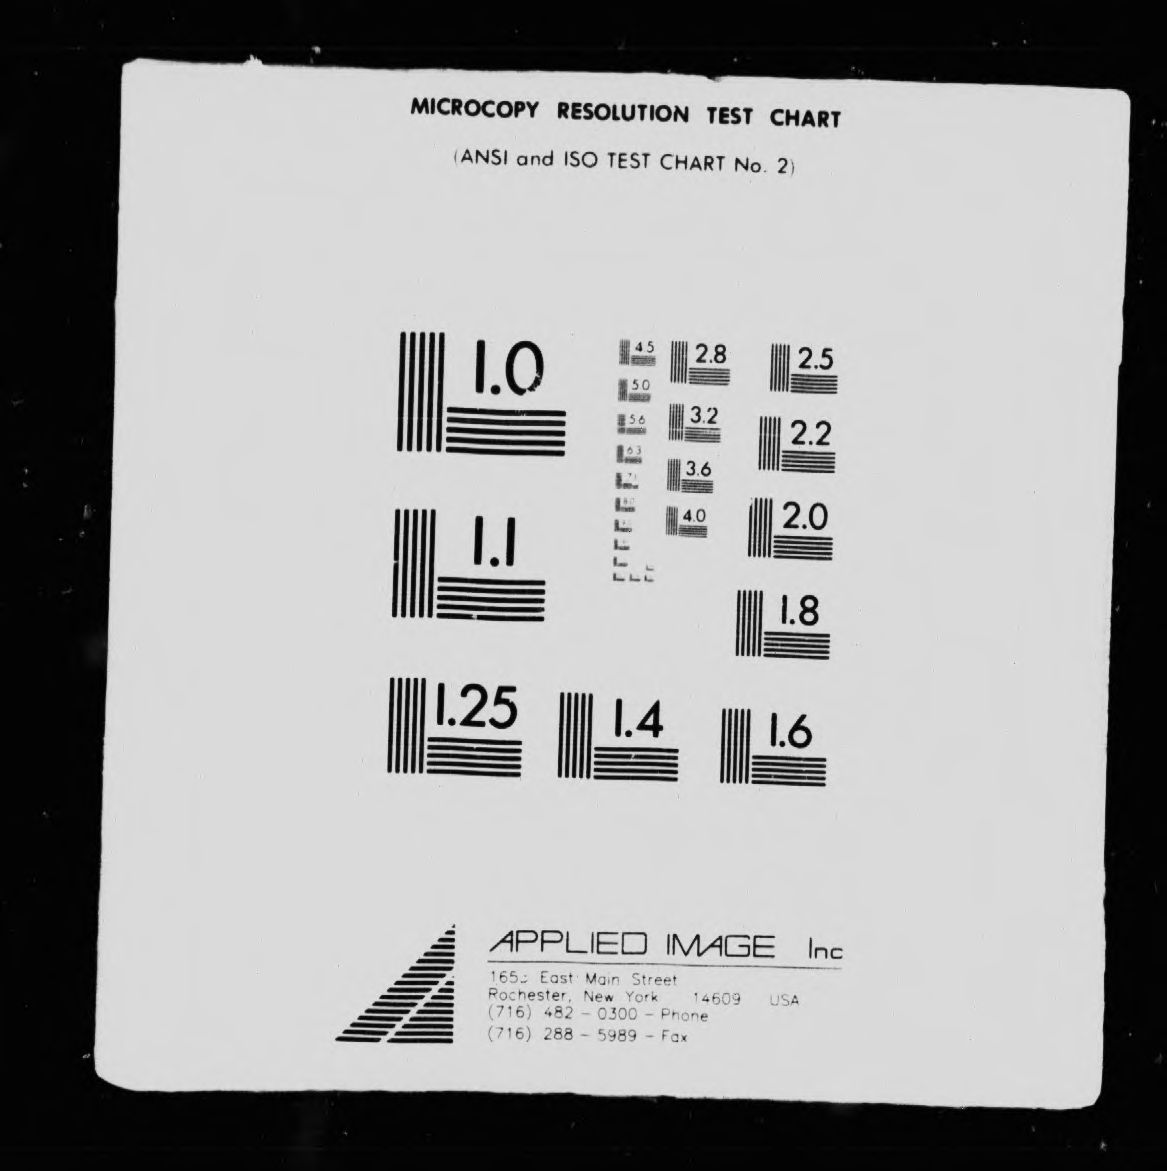 MICROCOPY RESOLUTION TEST CHART
(ANSI and ISO TEST CHART No. 2)
1.0
1.1
1.25
1.4
1.6
1.8
2.0
2.2
2.5
2.8
3.2
3.6
4.0
4.5
5.0
5.6
6.3
APPLIED IMAGE Inc
East Main Street
Rochester, New York 14609 USA
(716) 482 - 0300 - Phone
(716) 288 - 5989 - Fax